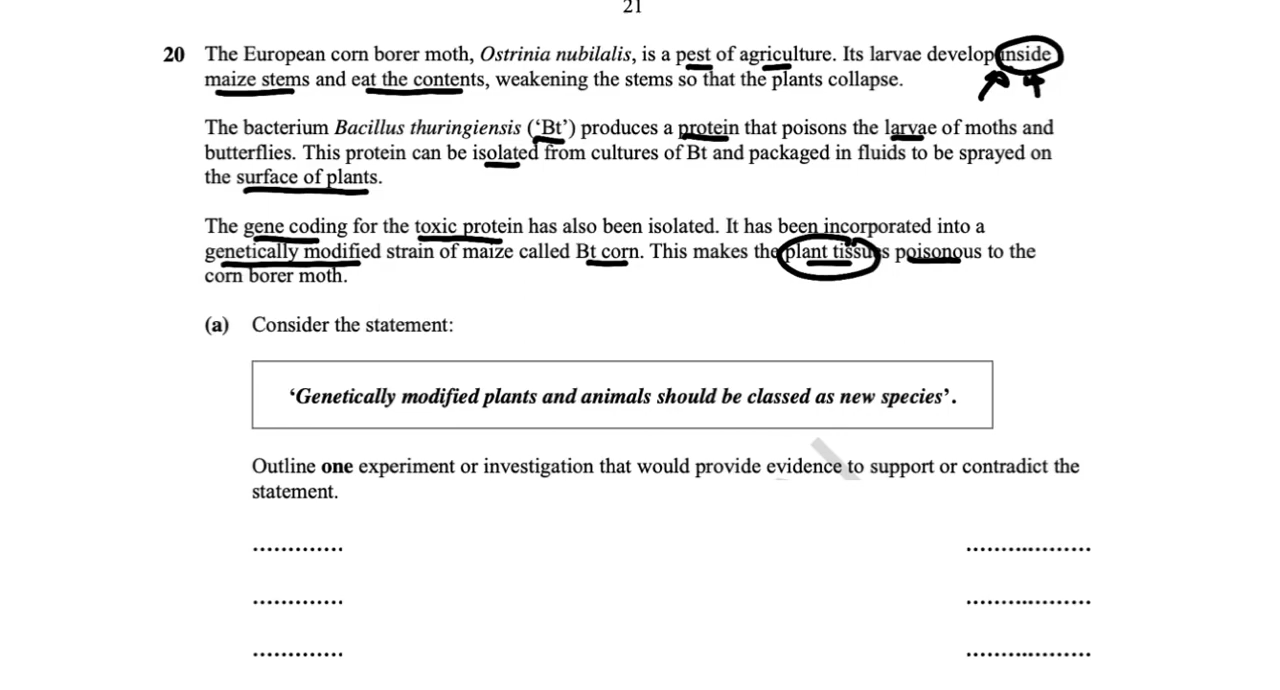 21
20 The European corn borer moth, Ostrinia nubilalis, is a pest of agriculture. Its larvae develop inside
maize stems and eat the contents, weakening the stems so that the plants collapse.
The bacterium Bacillus thuringiensis (‘Bt’) produces a protein that poisons the larvae of moths and
butterflies. This protein can be isolated from cultures of Bt and packaged in fluids to be sprayed on
the surface of plants.
The gene coding for the toxic protein has also been isolated. It has been incorporated into a
genetically modified strain of maize called Bt corn. This makes the plant tissues poisonous to the
corn borer moth.
(a) Consider the statement:
‘Genetically modified plants and animals should be classed as new species’.
Outline one experiment or investigation that would provide evidence to support or contradict the
statement.